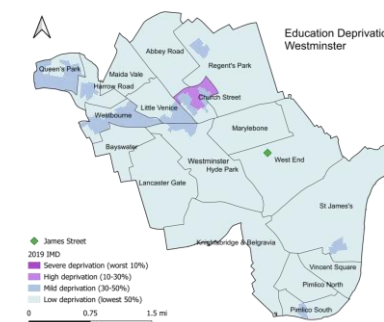 Education Deprivatio
Westminster
Abbey Road
Regent's Park
Queen's Park
Maida Vale
Harrow Road
Church Street
Little Venice
Westbourne
Marylebone
Bayswater
Westminster
Hyde Park
West End
Lancaster Gate
St James's
Knightsbridge & Belgravia
Vincent Square
Pimlico North
Pimlico South
James Street
2019 IMD
Severe deprivation (worst 10%)
High deprivation (10-30%)
Mild deprivation (30-50%)
Low deprivation (lowest 50%)
0 0.75 1.5 mi